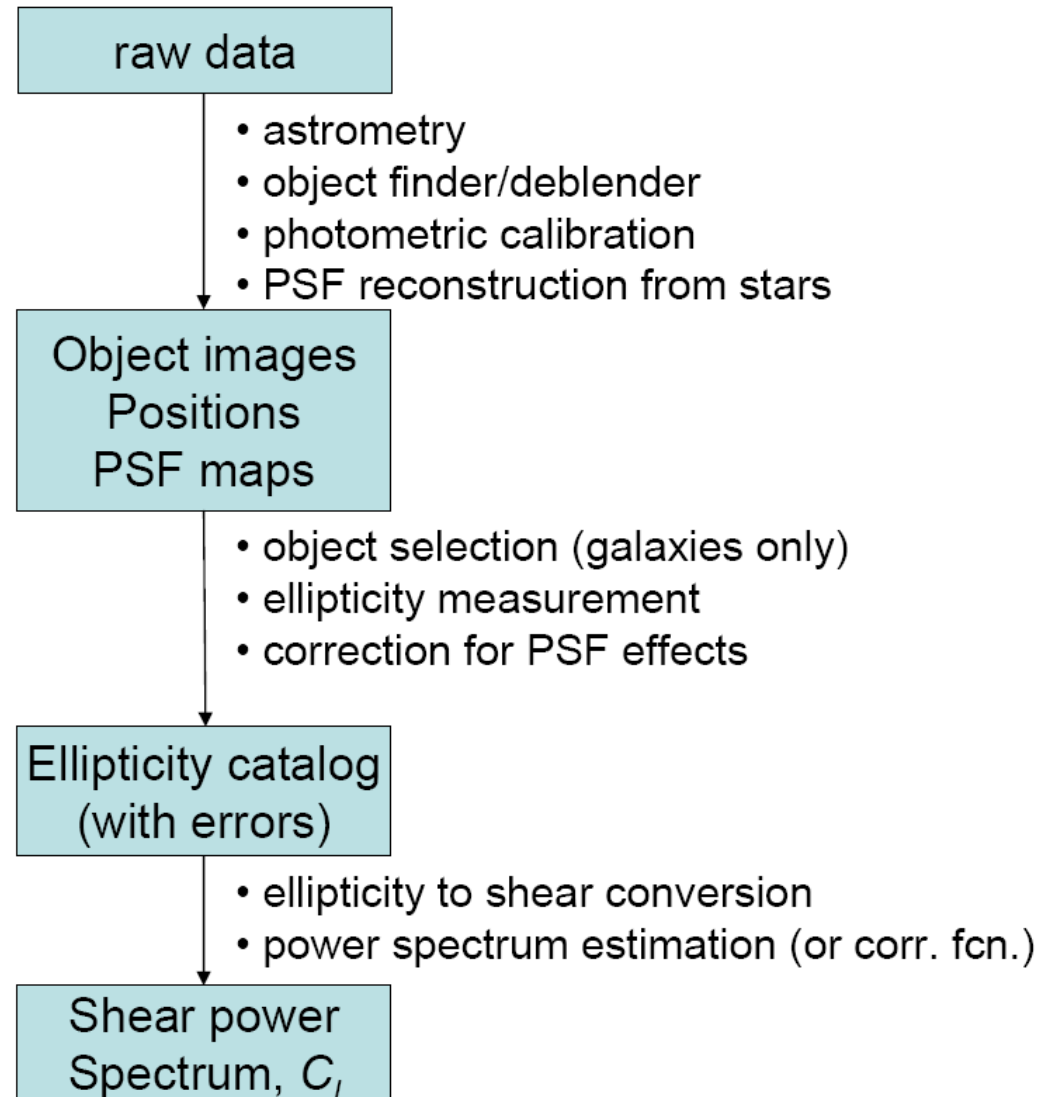 raw data
• astrometry
• object finder/deblender
• photometric calibration
• PSF reconstruction from stars
Object images
Positions
PSF maps
• object selection (galaxies only)
• ellipticity measurement
• correction for PSF effects
Ellipticity catalog
(with errors)
• ellipticity to shear conversion
• power spectrum estimation (or corr. fcn.)
Shear power
Spectrum, C_l